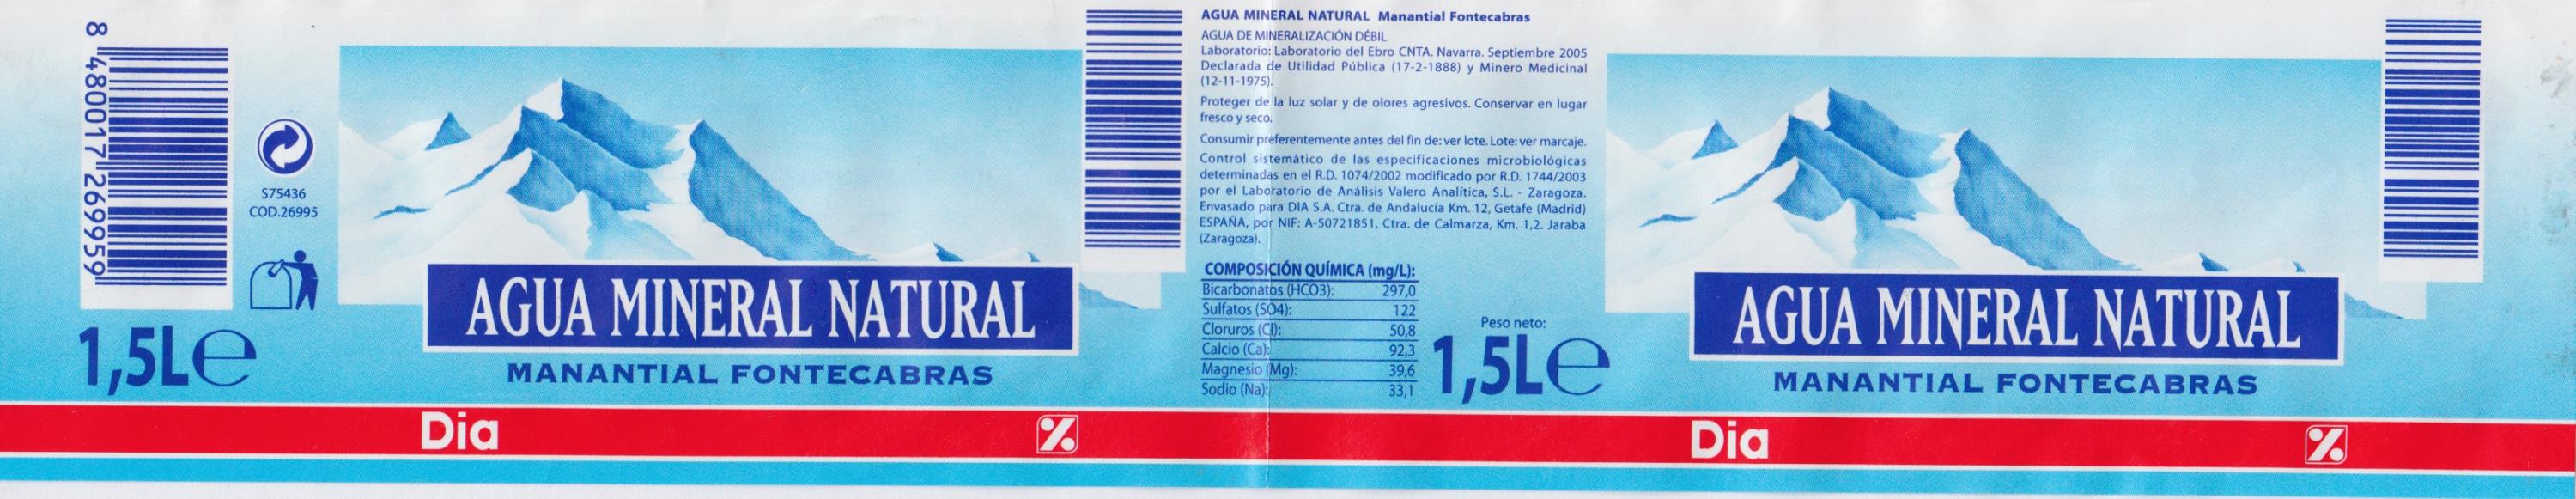 8 480017 269959
S75436
COD.26995
1,5L℮
AGUA MINERAL NATURAL
MANANTIAL FONTECABRAS
Dia
%
AGUA MINERAL NATURAL Manantial Fontecabras
AGUA DE MINERALIZACIÓN DÉBIL
Laboratorio: Laboratorio del Ebro CNTA. Navarra. Septiembre 2005
Declarada de Utilidad Pública (17-2-1888) y Minero Medicinal
(12-11-1975).
Proteger de la luz solar y de olores agresivos. Conservar en lugar
fresco y seco.
Consumir preferentemente antes del fin de: ver lote. Lote: ver marcaje.
Control sistemático de las especificaciones microbiológicas
determinadas en el R.D. 1074/2002 modificado por R.D. 1744/2003
por el Laboratorio de Análisis Valero Analítica, S.L. - Zaragoza.
Envasado para DIA S.A. Ctra. de Andalucía Km. 12, Getafe (Madrid)
ESPAÑA, por NIF: A-50721851, Ctra. de Calmarza, Km. 1,2. Jaraba
(Zaragoza).
COMPOSICIÓN QUÍMICA (mg/L):
Bicarbonatos (HCO3): 297,0
Sulfatos (SO4): 122
Cloruros (Cl): 50,8
Calcio (Ca): 92,3
Magnesio (Mg): 39,6
Sodio (Na): 33,1
Peso neto:
1,5L℮
AGUA MINERAL NATURAL
MANANTIAL FONTECABRAS
Dia
%